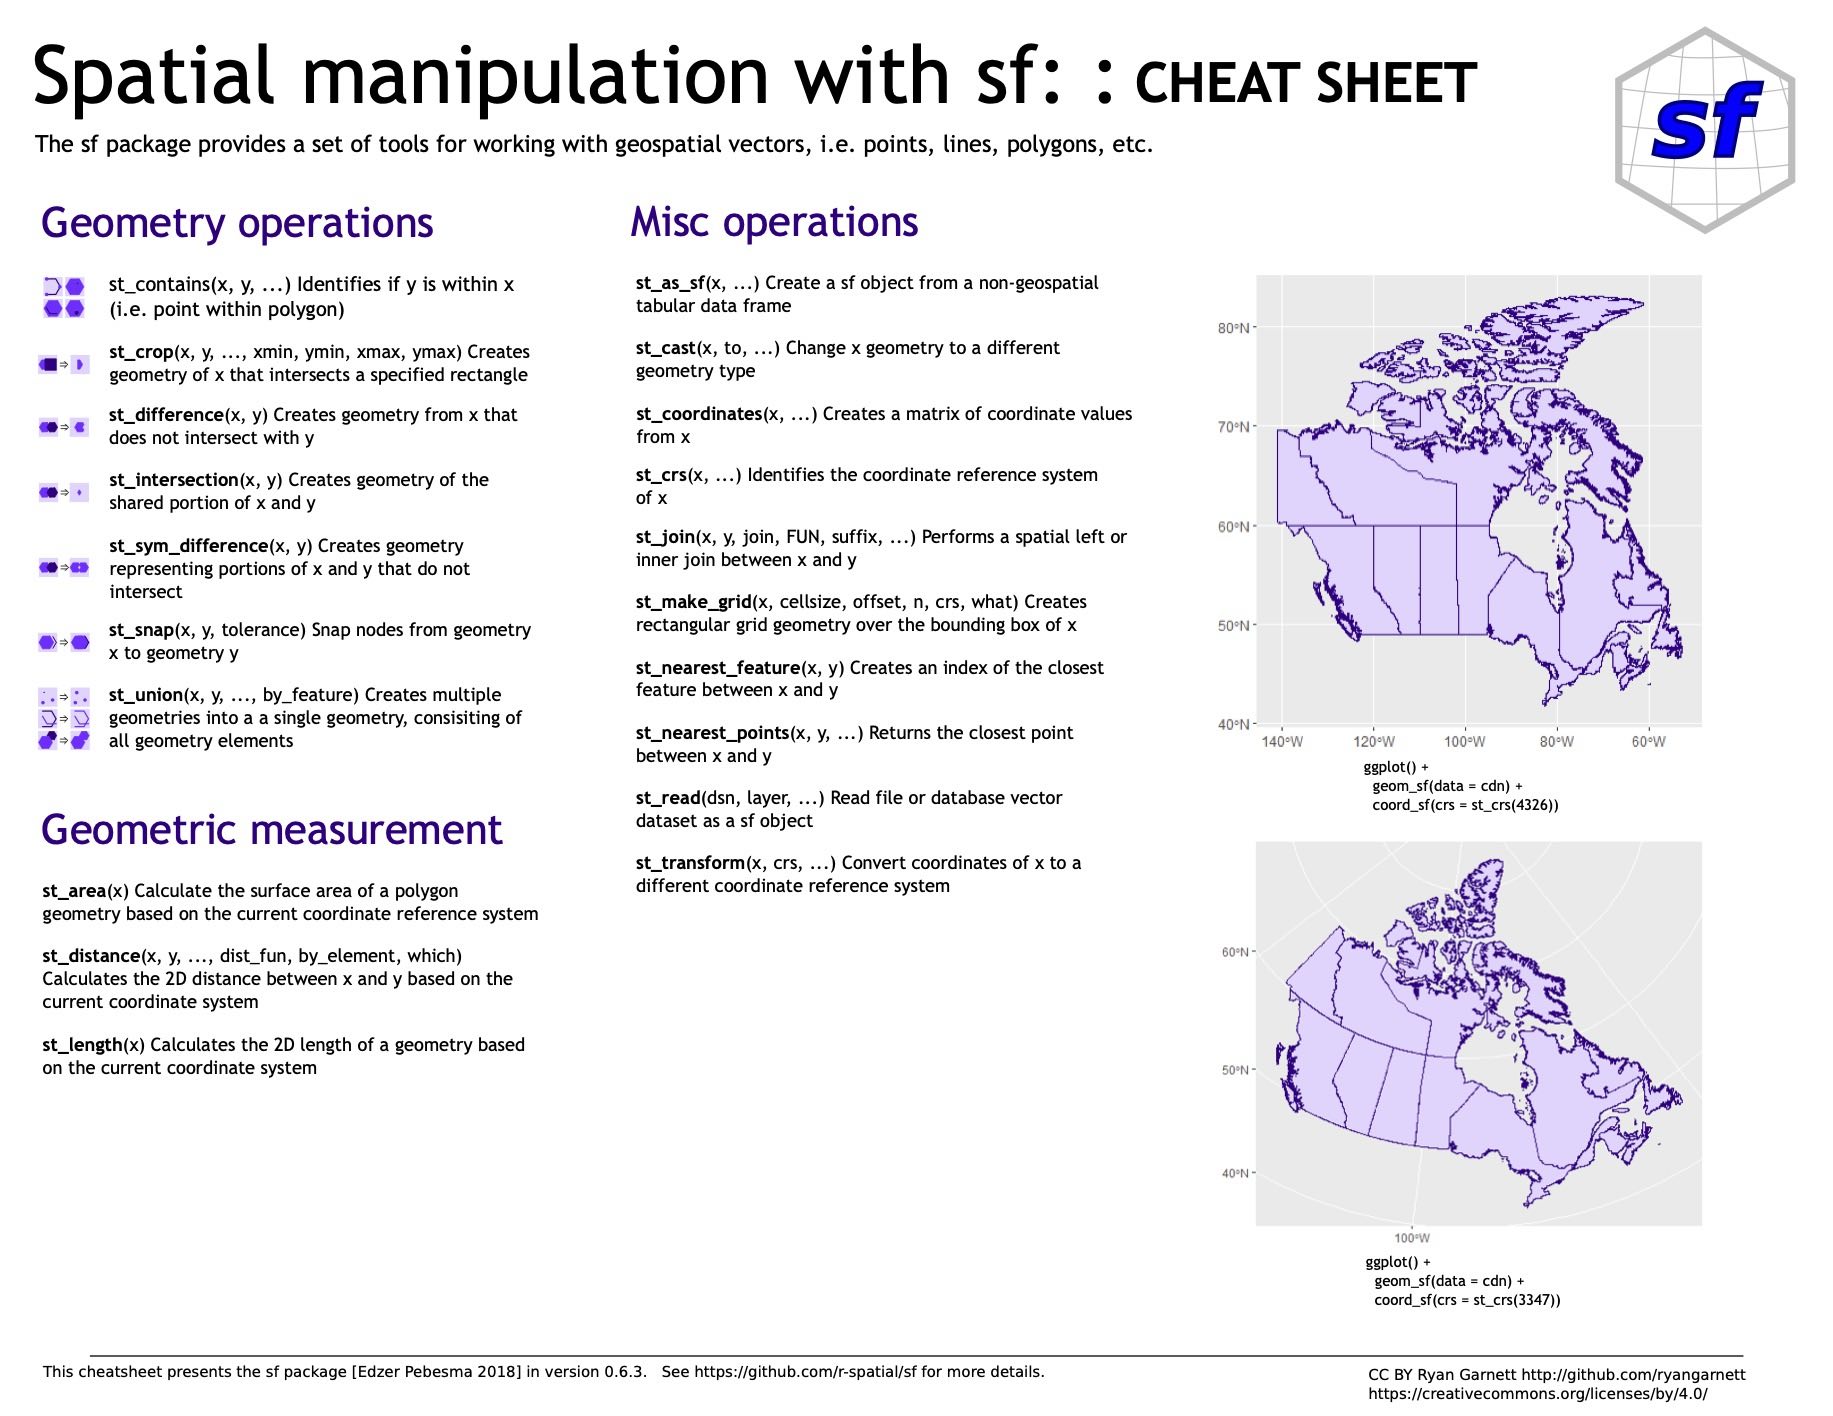 Spatial manipulation with sf: : CHEAT SHEET
The sf package provides a set of tools for working with geospatial vectors, i.e. points, lines, polygons, etc.
sf
Geometry operations
st_contains(x, y, ...) Identifies if y is within x
(i.e. point within polygon)
st_crop(x, y, ..., xmin, ymin, xmax, ymax) Creates
geometry of x that intersects a specified rectangle
st_difference(x, y) Creates geometry from x that
does not intersect with y
st_intersection(x, y) Creates geometry of the
shared portion of x and y
st_sym_difference(x, y) Creates geometry
representing portions of x and y that do not
intersect
st_snap(x, y, tolerance) Snap nodes from geometry
x to geometry y
st_union(x, y, ..., by_feature) Creates multiple
geometries into a a single geometry, consisiting of
all geometry elements
Geometric measurement
st_area(x) Calculate the surface area of a polygon
geometry based on the current coordinate reference system
st_distance(x, y, ..., dist_fun, by_element, which)
Calculates the 2D distance between x and y based on the
current coordinate system
st_length(x) Calculates the 2D length of a geometry based
on the current coordinate system
Misc operations
st_as_sf(x, ...) Create a sf object from a non-geospatial
tabular data frame
st_cast(x, to, ...) Change x geometry to a different
geometry type
st_coordinates(x, ...) Creates a matrix of coordinate values
from x
st_crs(x, ...) Identifies the coordinate reference system
of x
st_join(x, y, join, FUN, suffix, ...) Performs a spatial left or
inner join between x and y
st_make_grid(x, cellsize, offset, n, crs, what) Creates
rectangular grid geometry over the bounding box of x
st_nearest_feature(x, y) Creates an index of the closest
feature between x and y
st_nearest_points(x, y, ...) Returns the closest point
between x and y
st_read(dsn, layer, ...) Read file or database vector
dataset as a sf object
st_transform(x, crs, ...) Convert coordinates of x to a
different coordinate reference system
80°N
70°N
60°N
50°N
40°N
140°W 120°W 100°W 80°W 60°W
ggplot() +
geom_sf(data = cdn) +
coord_sf(crs = st_crs(4326))
60°N
50°N
40°N
100°W
ggplot() +
geom_sf(data = cdn) +
coord_sf(crs = st_crs(3347))
This cheatsheet presents the sf package [Edzer Pebesma 2018] in version 0.6.3. See https://github.com/r-spatial/sf for more details.
CC BY Ryan Garnett http://github.com/ryangarnett
https://creativecommons.org/licenses/by/4.0/